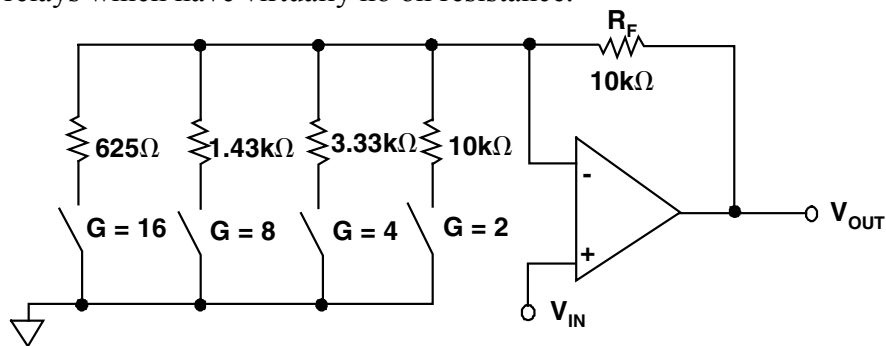 relays which have virtually no on resistance.
R_F
10kΩ
625Ω
1.43kΩ
3.33kΩ
10kΩ
-
G = 16
G = 8
G = 4
G = 2
V_OUT
+
V_IN